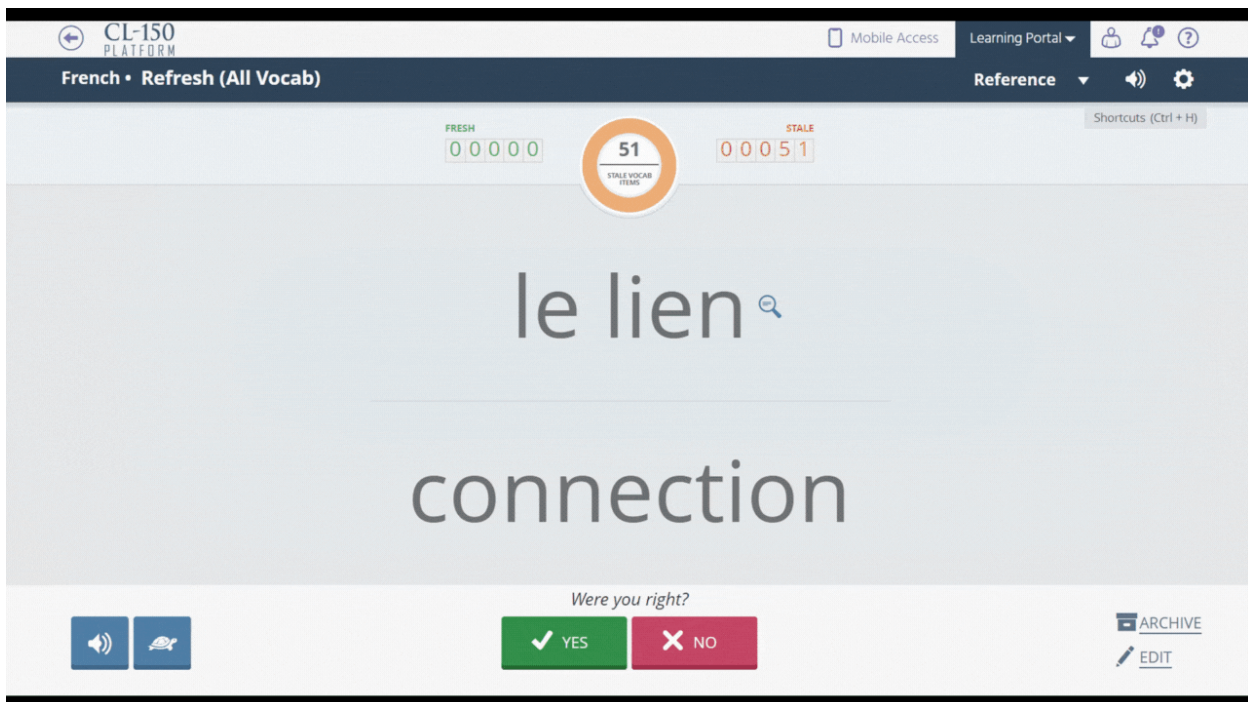 CL-150
PLATFORM
Mobile Access
Learning Portal
French • Refresh (All Vocab)
Reference
Shortcuts (Ctrl + H)
FRESH
00000
51
STALE VOCAB
ITEMS
STALE
00051
le lien
connection
Were you right?
YES
NO
ARCHIVE
EDIT